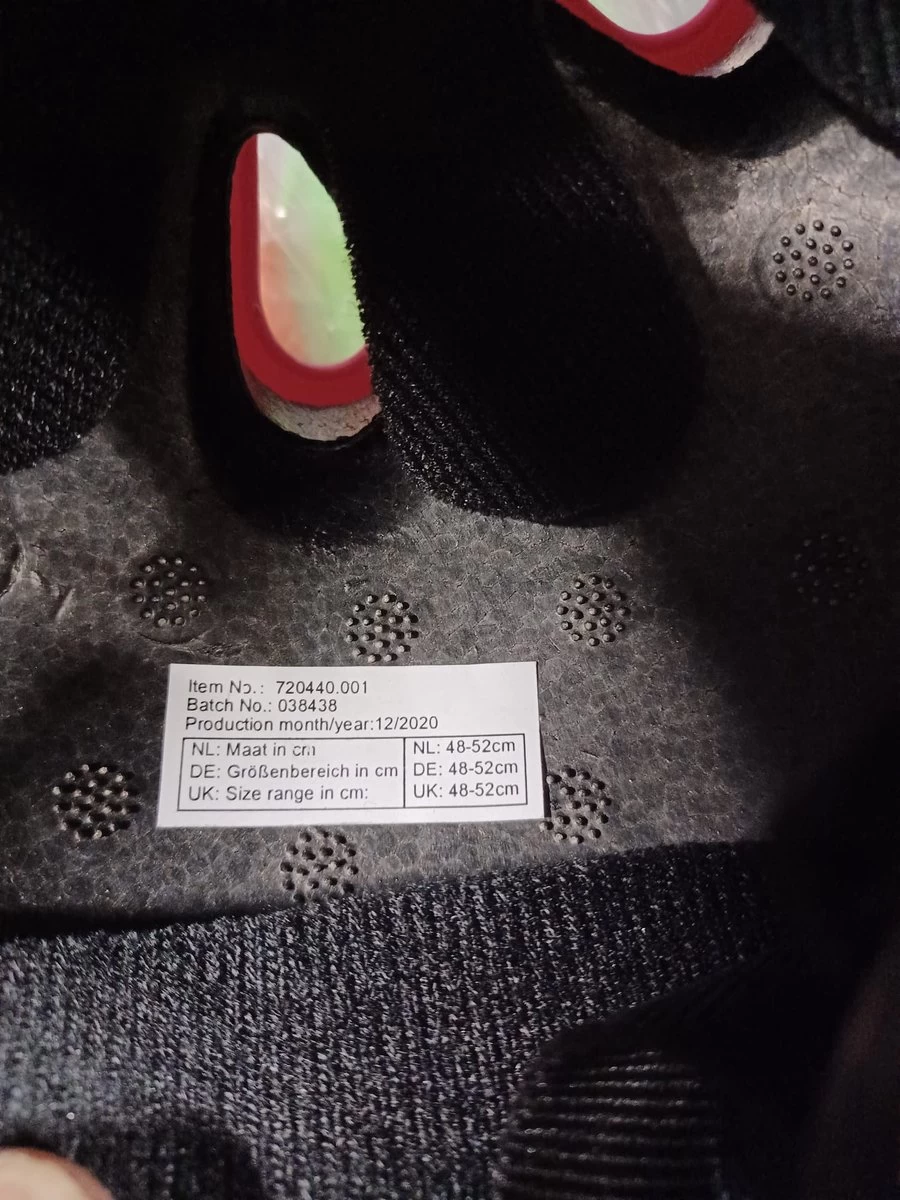 Item No.: 720440.001
Batch No.: 038438
Production month/year:12/2020
NL: Maat in cm NL: 48-52cm
DE: Größenbereich in cm DE: 48-52cm
UK: Size range in cm: UK: 48-52cm